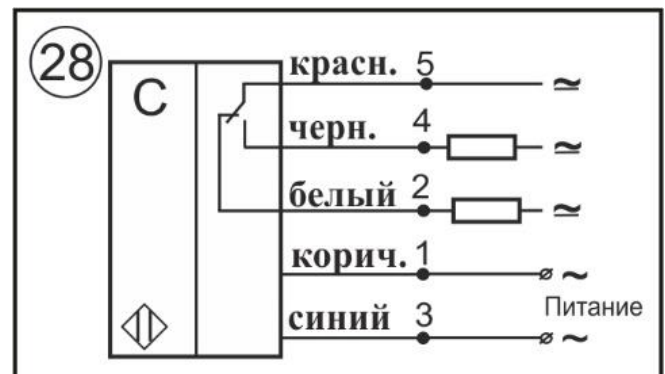 28
C
красн. 5 ≃
черн. 4 ≃
белый 2 ≃
корич. 1 ~
Питание
синий 3 ~